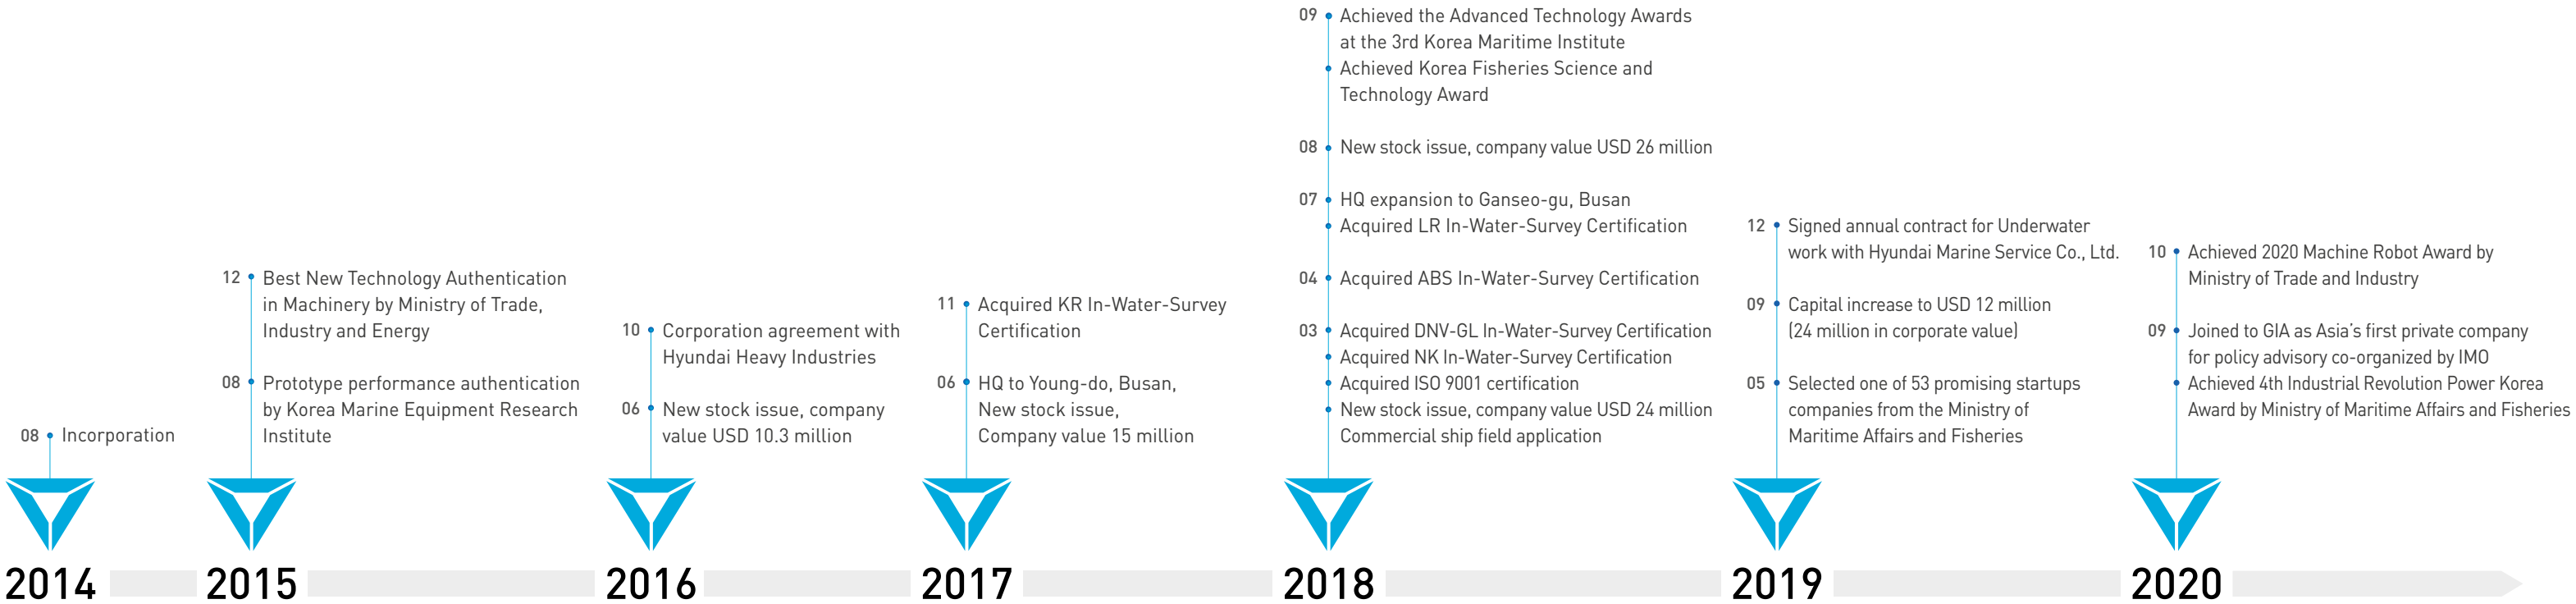 08 Incorporation
2014
12 Best New Technology Authentication
in Machinery by Ministry of Trade,
Industry and Energy
08 Prototype performance authentication
by Korea Marine Equipment Research
Institute
2015
10 Corporation agreement with
Hyundai Heavy Industries
06 New stock issue, company
value USD 10.3 million
2016
11 Acquired KR In-Water-Survey
Certification
06 HQ to Young-do, Busan,
New stock issue,
Company value 15 million
2017
09 Achieved the Advanced Technology Awards
at the 3rd Korea Maritime Institute
Achieved Korea Fisheries Science and
Technology Award
08 New stock issue, company value USD 26 million
07 HQ expansion to Ganseo-gu, Busan
Acquired LR In-Water-Survey Certification
04 Acquired ABS In-Water-Survey Certification
03 Acquired DNV-GL In-Water-Survey Certification
Acquired NK In-Water-Survey Certification
Acquired ISO 9001 certification
New stock issue, company value USD 24 million
Commercial ship field application
2018
12 Signed annual contract for Underwater
work with Hyundai Marine Service Co., Ltd.
09 Capital increase to USD 12 million
(24 million in corporate value)
05 Selected one of 53 promising startups
companies from the Ministry of
Maritime Affairs and Fisheries
2019
10 Achieved 2020 Machine Robot Award by
Ministry of Trade and Industry
09 Joined to GIA as Asia's first private company
for policy advisory co-organized by IMO
Achieved 4th Industrial Revolution Power Korea
Award by Ministry of Maritime Affairs and Fisheries
2020